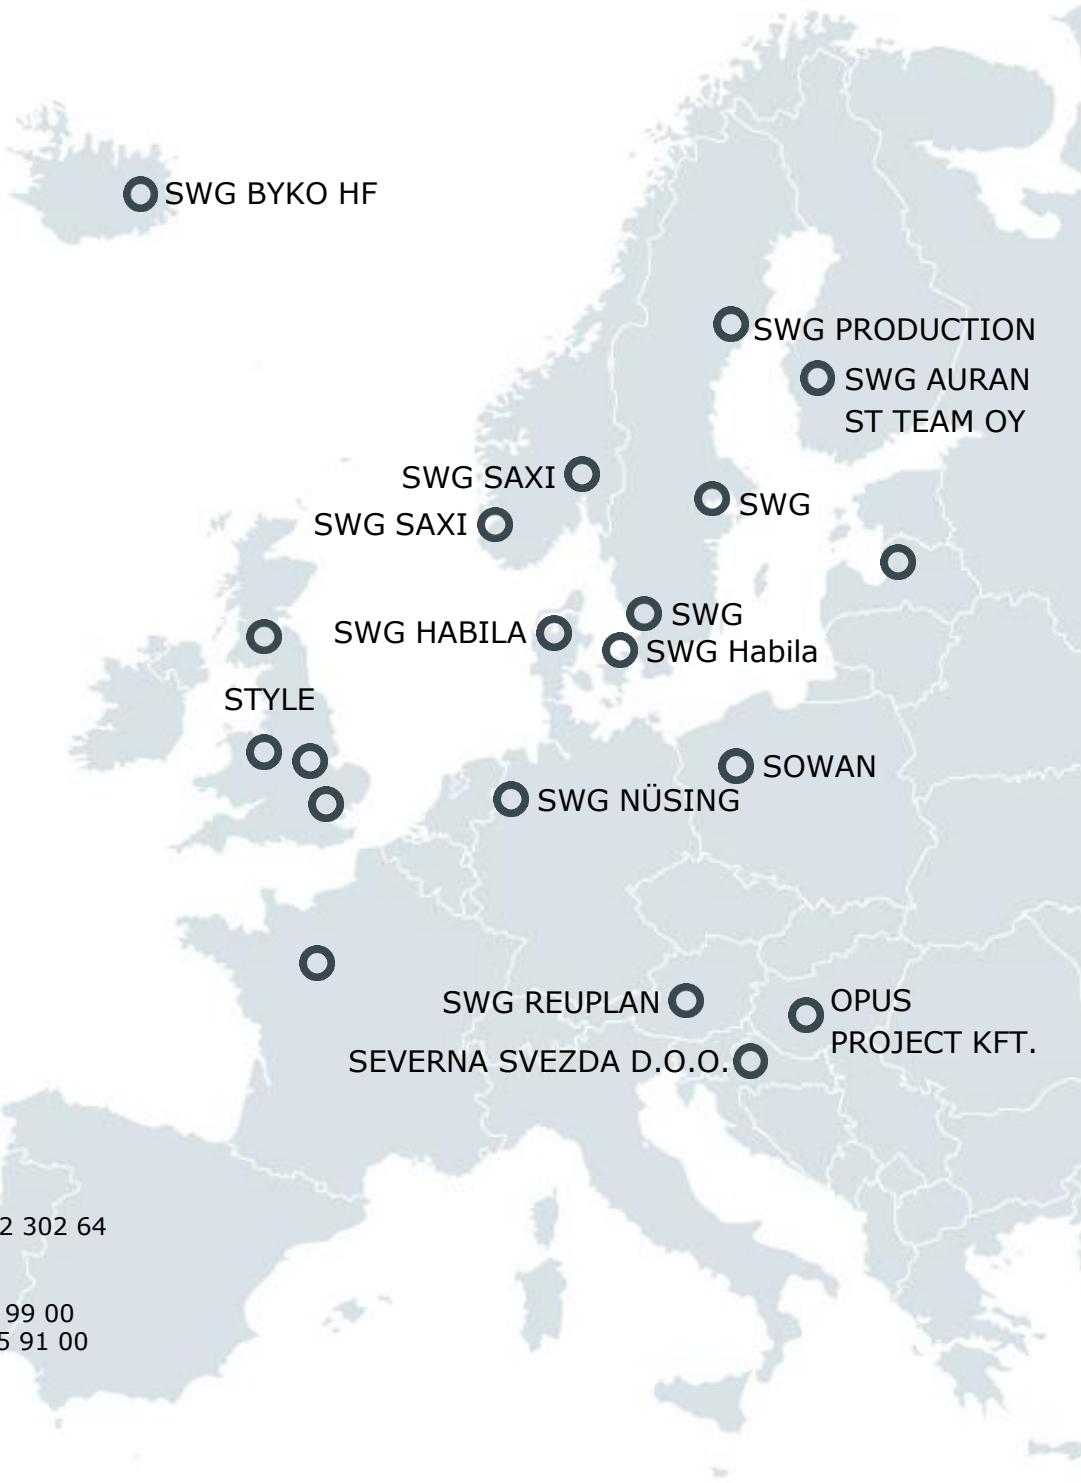 SWG BYKO HF
SWG PRODUCTION
SWG AURAN
ST TEAM OY
SWG SAXI
SWG
SWG SAXI
SWG
SWG HABILA
SWG Habila
STYLE
SOWAN
SWG NÜSING
SWG REUPLAN
OPUS
PROJECT KFT.
SEVERNA SVEZDA D.O.O.
2 302 64
99 00
5 91 00